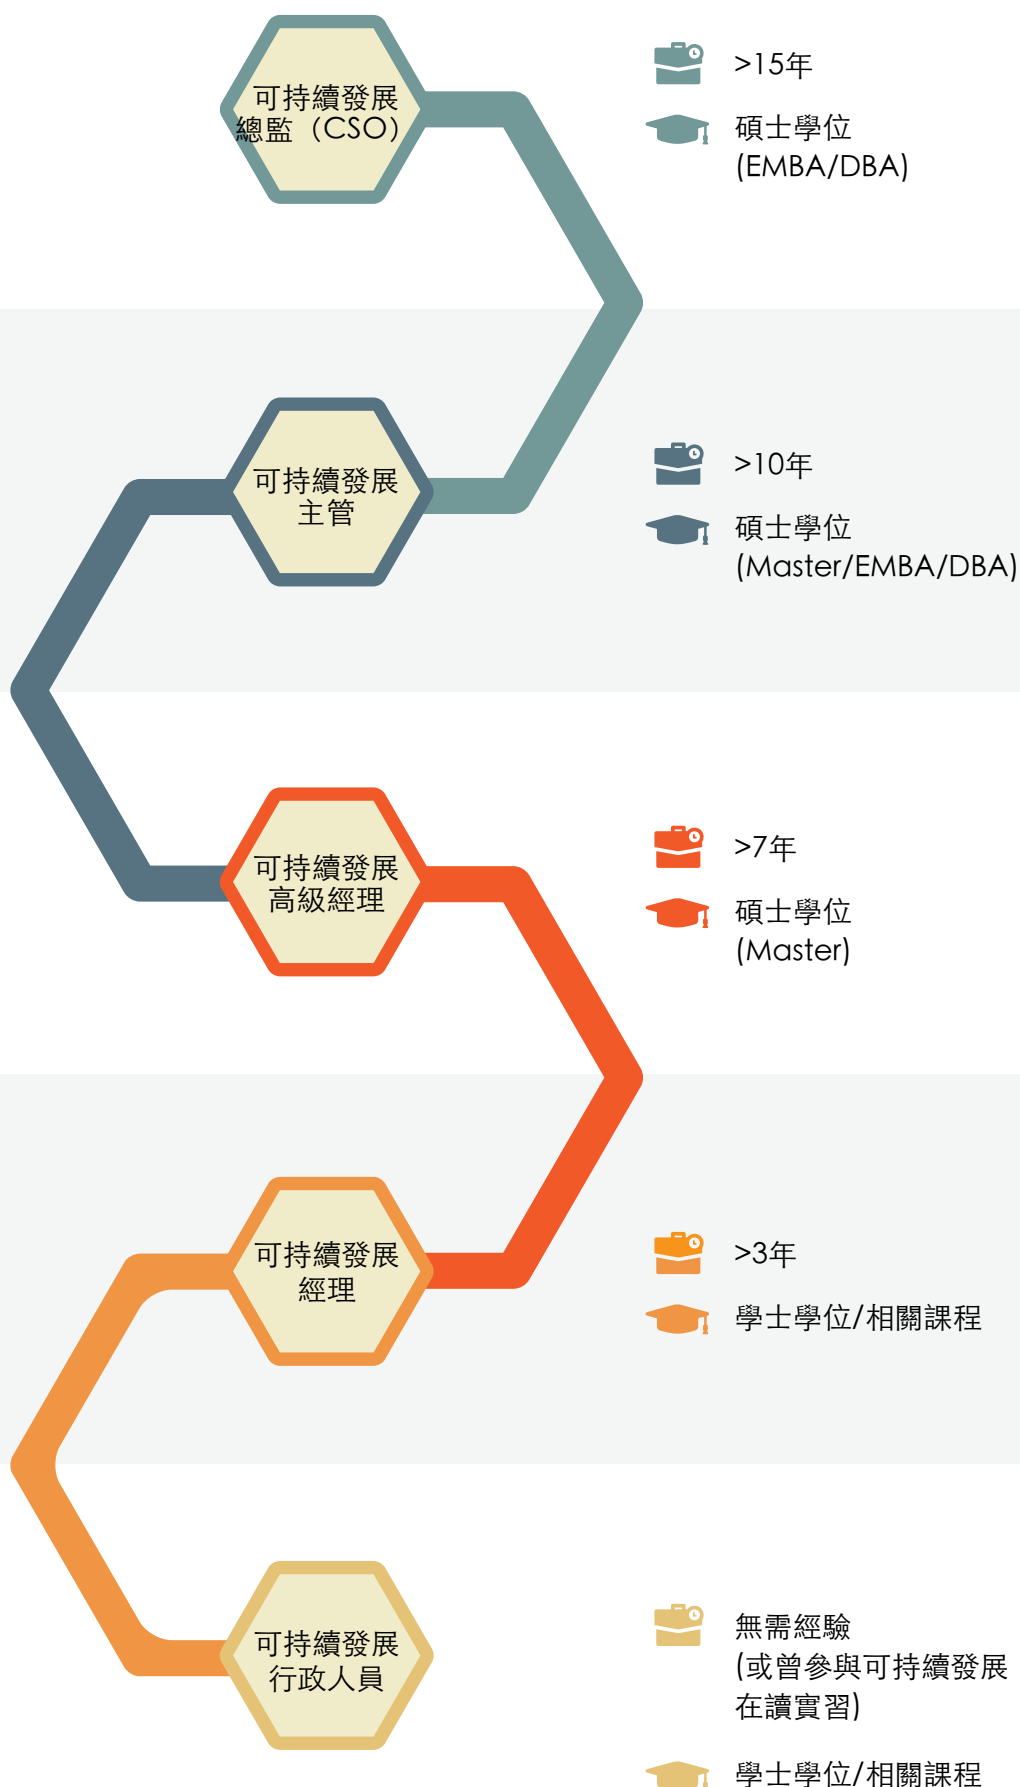 可持續發展
總監（CSO）
>15年
碩士學位
(EMBA/DBA)
可持續發展
主管
>10年
碩士學位
(Master/EMBA/DBA)
可持續發展
高級經理
>7年
碩士學位
(Master)
可持續發展
經理
>3年
學士學位/相關課程
可持續發展
行政人員
無需經驗
(或曾參與可持續發展
在讀實習)
學士學位/相關課程